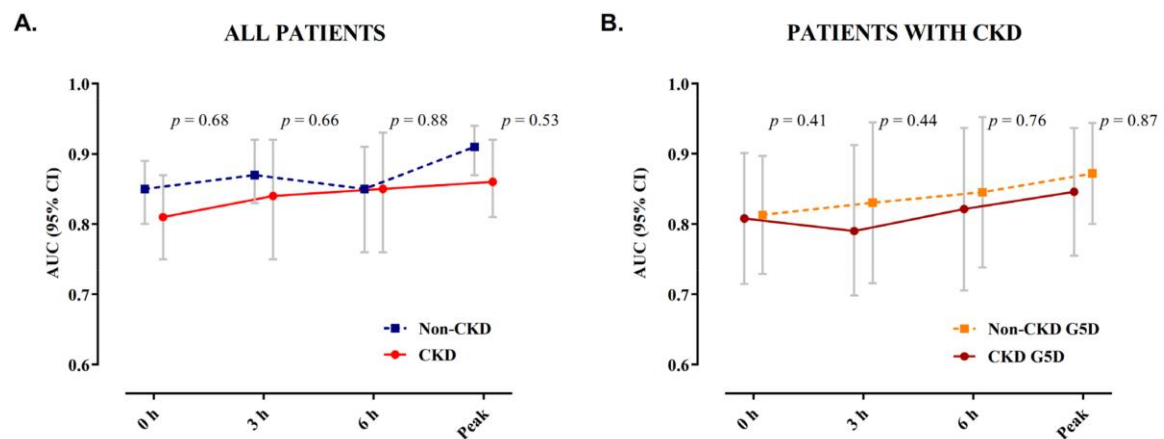 A.
ALL PATIENTS
1.0
0.9
0.8
0.7
0.6
AUC (95% CI)
p = 0.68
p = 0.66
p = 0.88
p = 0.53
Non-CKD
CKD
0 h
3 h
6 h
Peak
B.
PATIENTS WITH CKD
1.0
0.9
0.8
0.7
0.6
AUC (95% CI)
p = 0.41
p = 0.44
p = 0.76
p = 0.87
Non-CKD G5D
CKD G5D
0 h
3 h
6 h
Peak